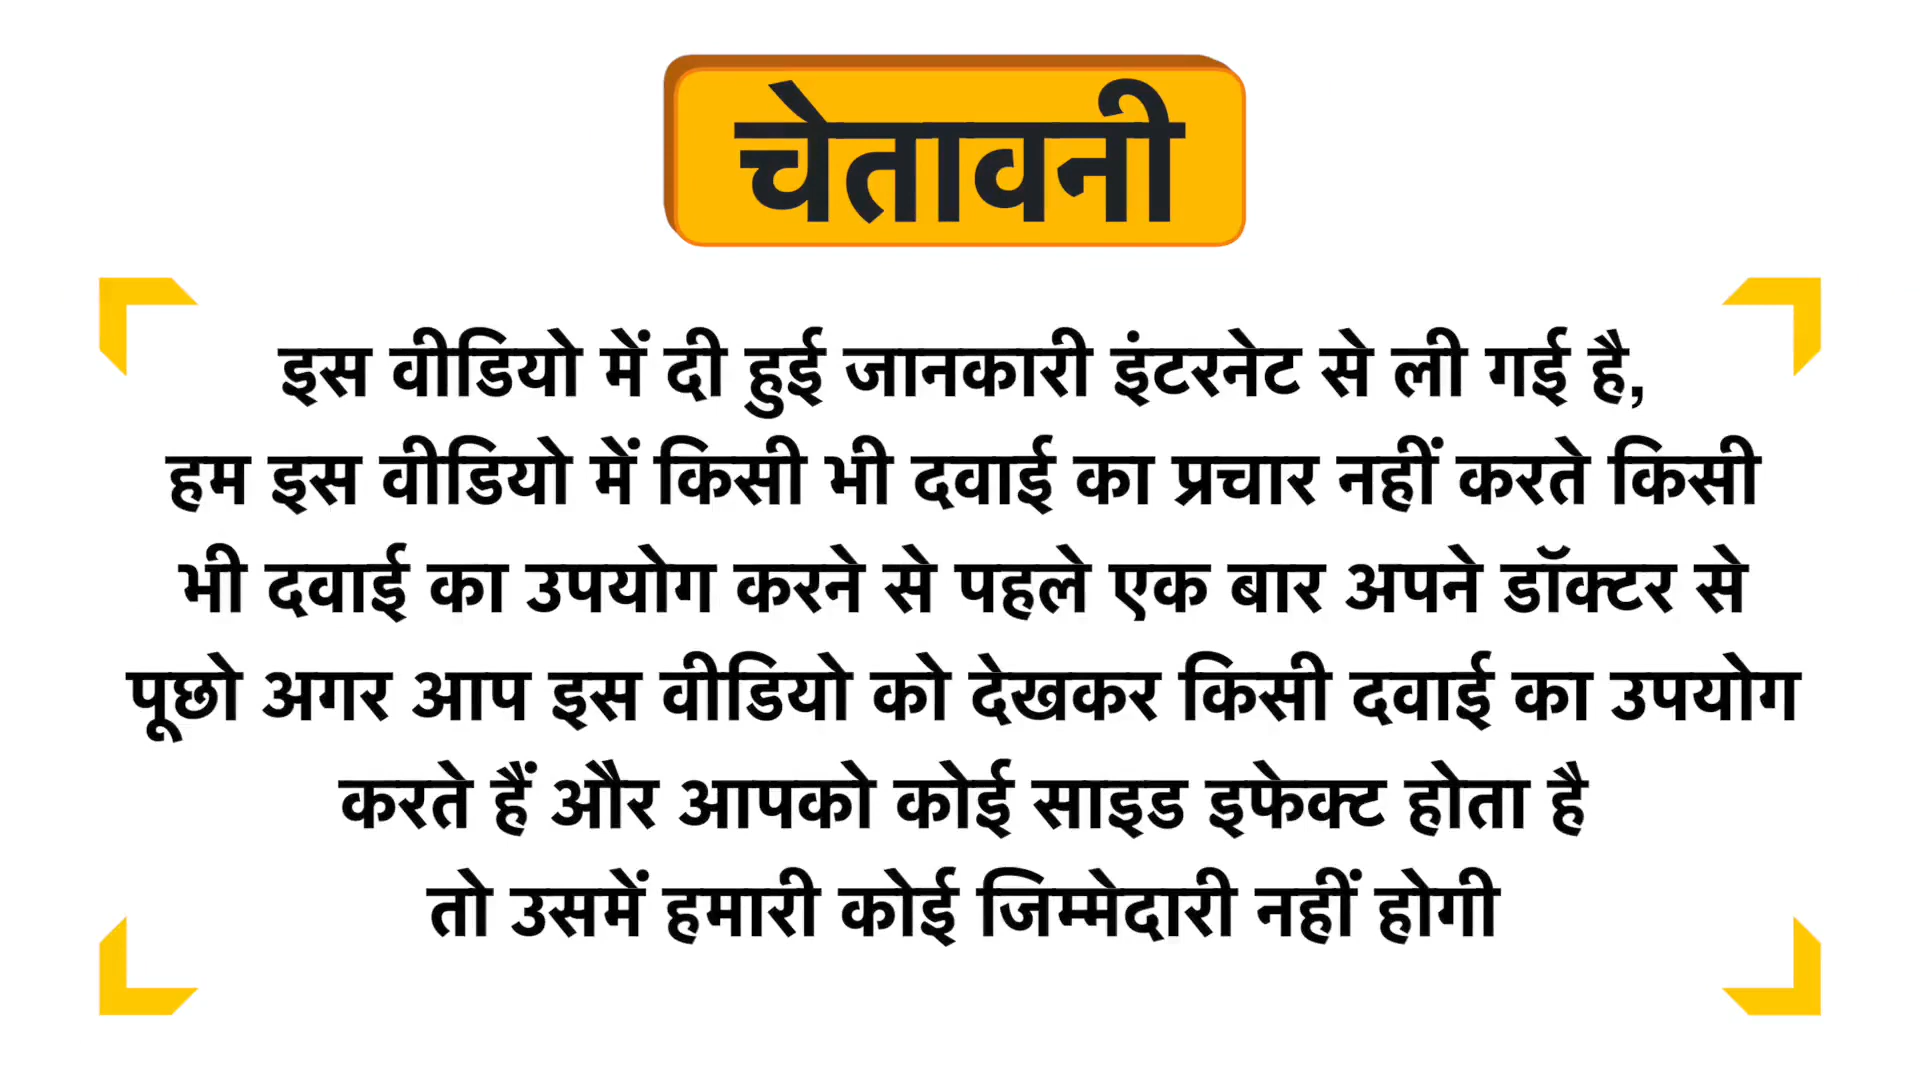 चेतावनी
इस वीडियो में दी हुई जानकारी इंटरनेट से ली गई है,
हम इस वीडियो में किसी भी दवाई का प्रचार नहीं करते किसी
भी दवाई का उपयोग करने से पहले एक बार अपने डॉक्टर से
पूछो अगर आप इस वीडियो को देखकर किसी दवाई का उपयोग
करते हैं और आपको कोई साइड इफेक्ट होता है
तो उसमें हमारी कोई जिम्मेदारी नहीं होगी